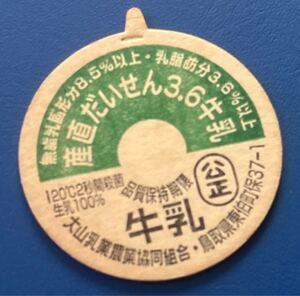 無脂乳固形分8.5%以上・乳脂肪分3.6%以上
産直だいせん3.6牛乳
公正
120℃2秒間殺菌
生乳100%
品質保持期限
牛乳
大山乳業農業協同組合・鳥取県東伯町保37-1